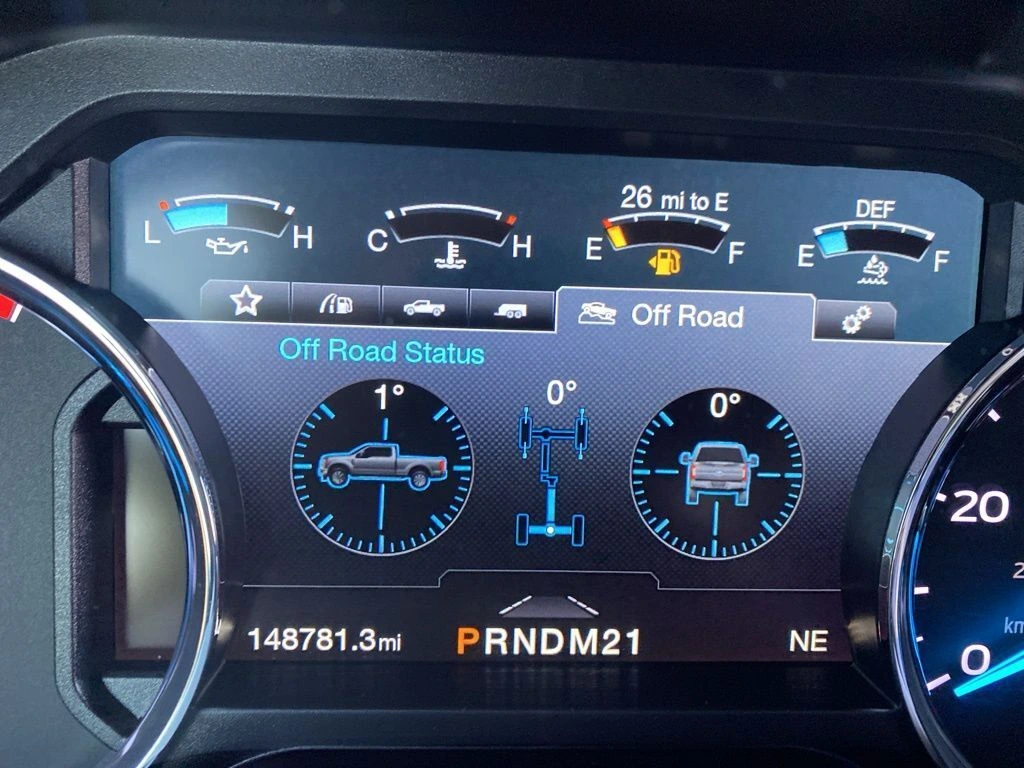 26 mi to E
DEF
L H
C H
E F
E F
Off Road
Off Road Status
1°
0°
0°
20
0
148781.3mi
PRNDM21
NE